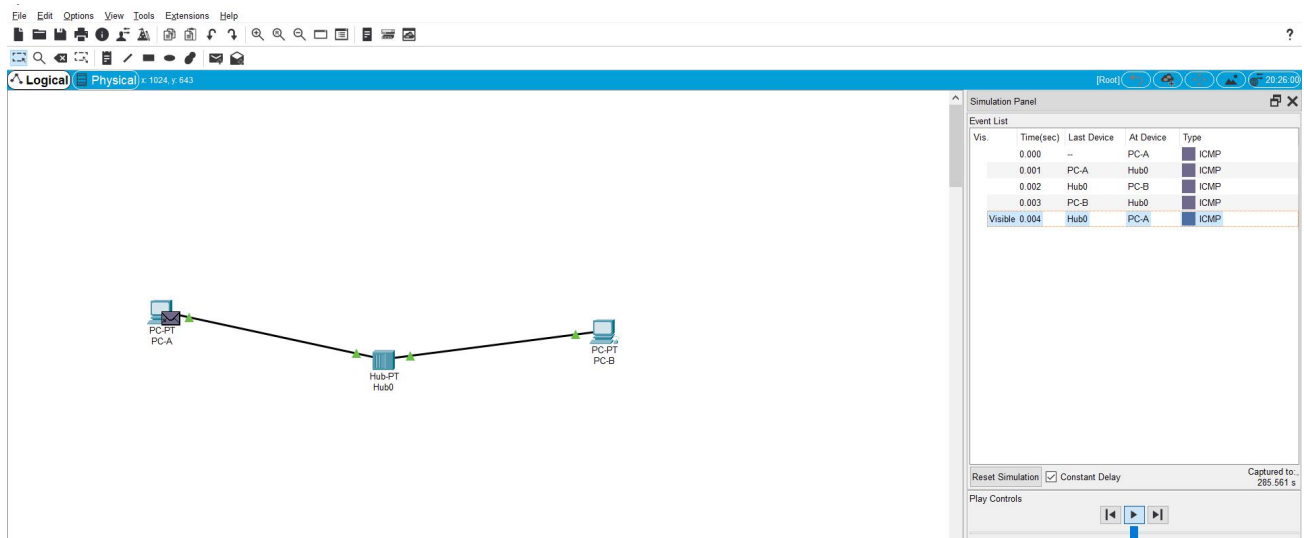 File Edit Options View Tools Extensions Help
?
Logical Physical x: 1024, y: 643 [Root] 20:26:00
Simulation Panel
Event List
Vis. Time(sec) Last Device At Device Type
0.000 -- PC-A ICMP
0.001 PC-A Hub0 ICMP
0.002 Hub0 PC-B ICMP
0.003 PC-B Hub0 ICMP
Visible 0.004 Hub0 PC-A ICMP
PC-PT
PC-A
PC-PT
PC-B
Hub-PT
Hub0
Reset Simulation Constant Delay Captured to:
285.561 s
Play Controls